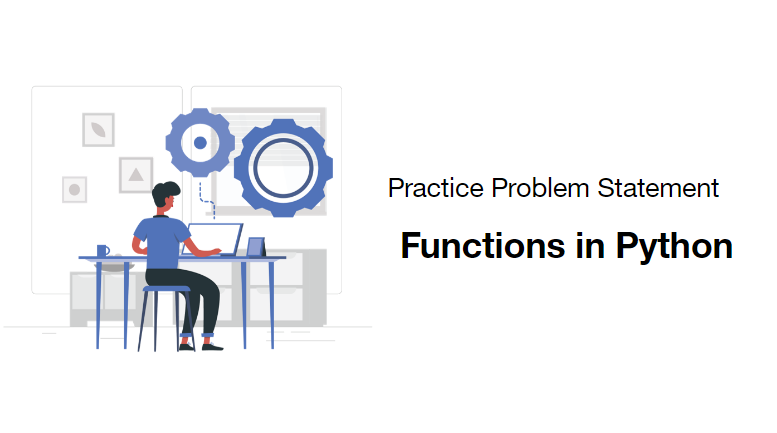 Practice Problem Statement
Functions in Python